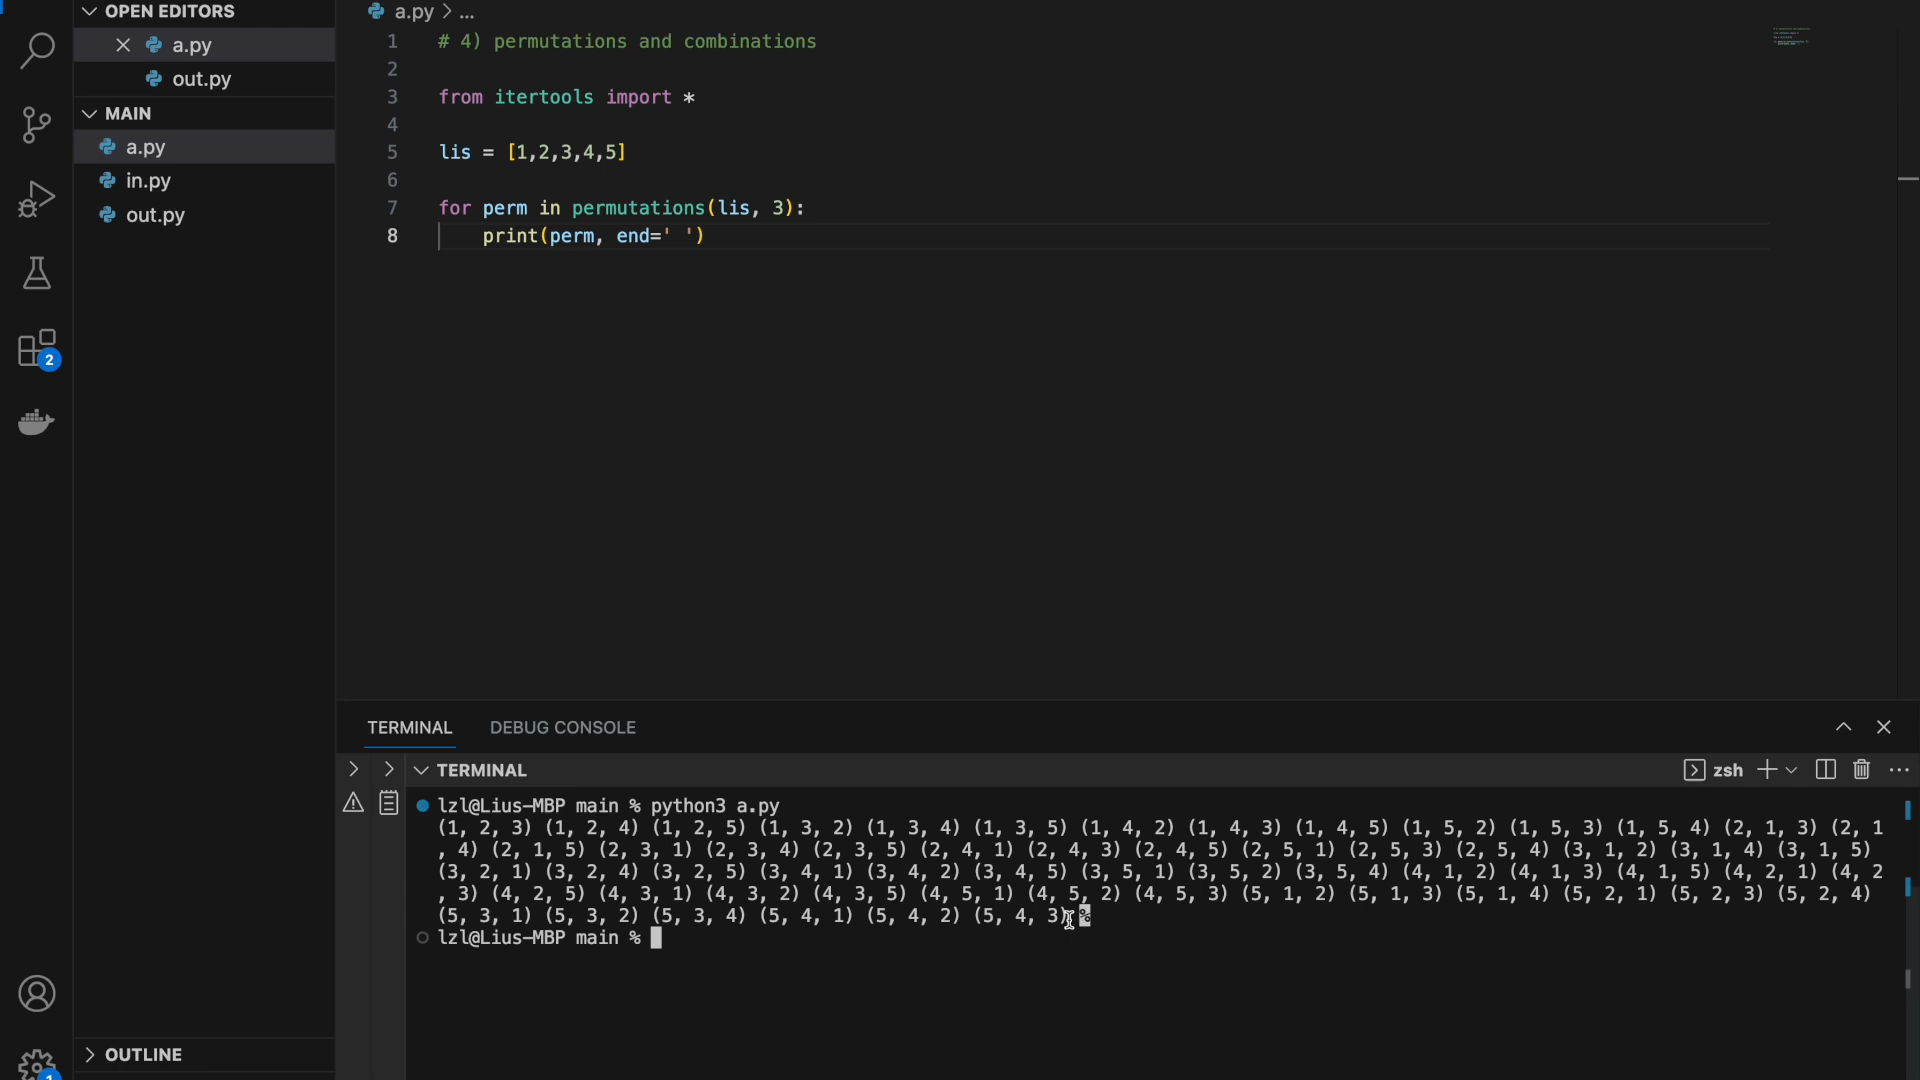 OPEN EDITORS
a.py
out.py
MAIN
a.py
in.py
out.py
2
1
OUTLINE
a.py > ...
1 # 4) permutations and combinations
2
3 from itertools import *
4
5 lis = [1,2,3,4,5]
6
7 for perm in permutations(lis, 3):
8 print(perm, end=' ')
TERMINAL DEBUG CONSOLE
TERMINAL
zsh
lzl@Lius-MBP main % python3 a.py
(1, 2, 3) (1, 2, 4) (1, 2, 5) (1, 3, 2) (1, 3, 4) (1, 3, 5) (1, 4, 2) (1, 4, 3) (1, 4, 5) (1, 5, 2) (1, 5, 3) (1, 5, 4) (2, 1, 3) (2, 1
, 4) (2, 1, 5) (2, 3, 1) (2, 3, 4) (2, 3, 5) (2, 4, 1) (2, 4, 3) (2, 4, 5) (2, 5, 1) (2, 5, 3) (2, 5, 4) (3, 1, 2) (3, 1, 4) (3, 1, 5)
(3, 2, 1) (3, 2, 4) (3, 2, 5) (3, 4, 1) (3, 4, 2) (3, 4, 5) (3, 5, 1) (3, 5, 2) (3, 5, 4) (4, 1, 2) (4, 1, 3) (4, 1, 5) (4, 2, 1) (4, 2
, 3) (4, 2, 5) (4, 3, 1) (4, 3, 2) (4, 3, 5) (4, 5, 1) (4, 5, 2) (4, 5, 3) (5, 1, 2) (5, 1, 3) (5, 1, 4) (5, 2, 1) (5, 2, 3) (5, 2, 4)
(5, 3, 1) (5, 3, 2) (5, 3, 4) (5, 4, 1) (5, 4, 2) (5, 4, 3) %
lzl@Lius-MBP main %